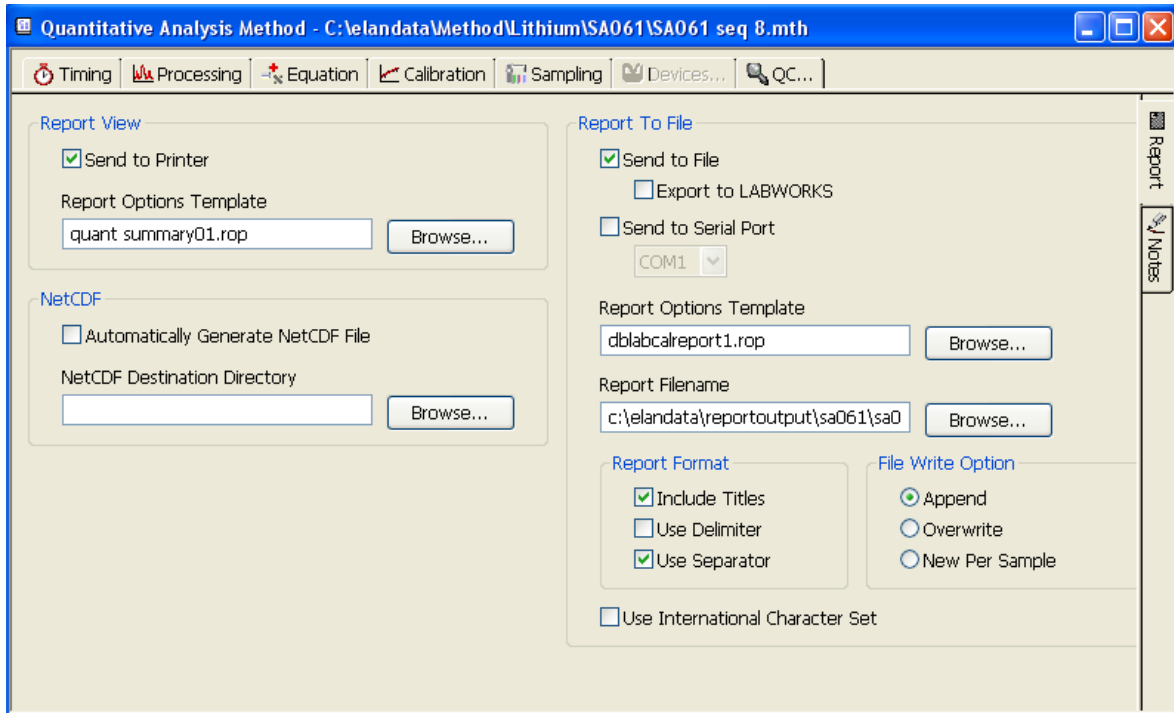 Quantitative Analysis Method - C:\elandata\Method\Lithium\SA061\SA061 seq 8.mth
Timing Processing Equation Calibration Sampling Devices... QC...
Report View
Send to Printer
Report Options Template
quant summary01.rop Browse...
NetCDF
Automatically Generate NetCDF File
NetCDF Destination Directory
Browse...
Report To File
Send to File
Export to LABWORKS
Send to Serial Port
COM1
Report Options Template
dblabcalreport1.rop Browse...
Report Filename
c:\elandata\reportoutput\sa061\sa0 Browse...
Report Format
Include Titles
Use Delimiter
Use Separator
File Write Option
Append
Overwrite
New Per Sample
Use International Character Set
Report
Notes